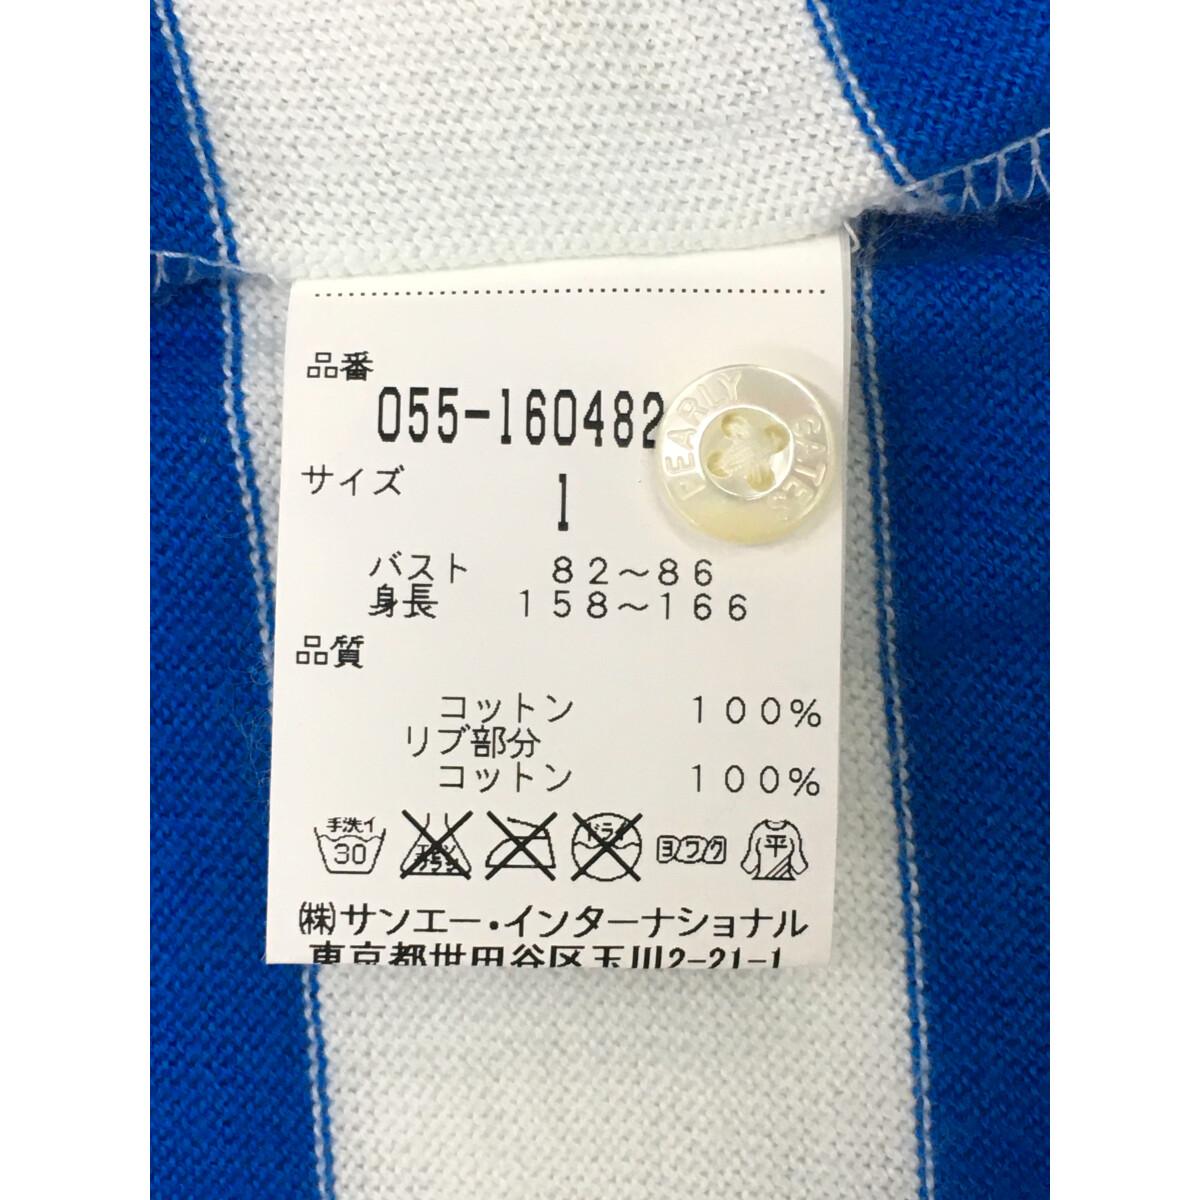 品番
055-160482
PEARLY GATES
サイズ
1
バスト 82～86
身長 158～166
品質
コットン 100%
リブ部分
コットン 100%
手洗イ
30
エンソ
ドライ
ヨワク
平
㈱サンエー・インターナショナル
東京都世田谷区玉川2-21-1